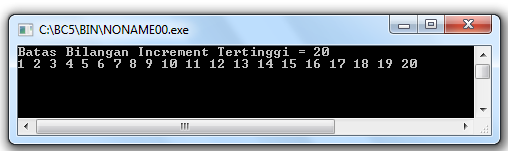 C:\BC5\BIN\NONAME00.exe
Batas Bilangan Increment Tertinggi = 20
1 2 3 4 5 6 7 8 9 10 11 12 13 14 15 16 17 18 19 20